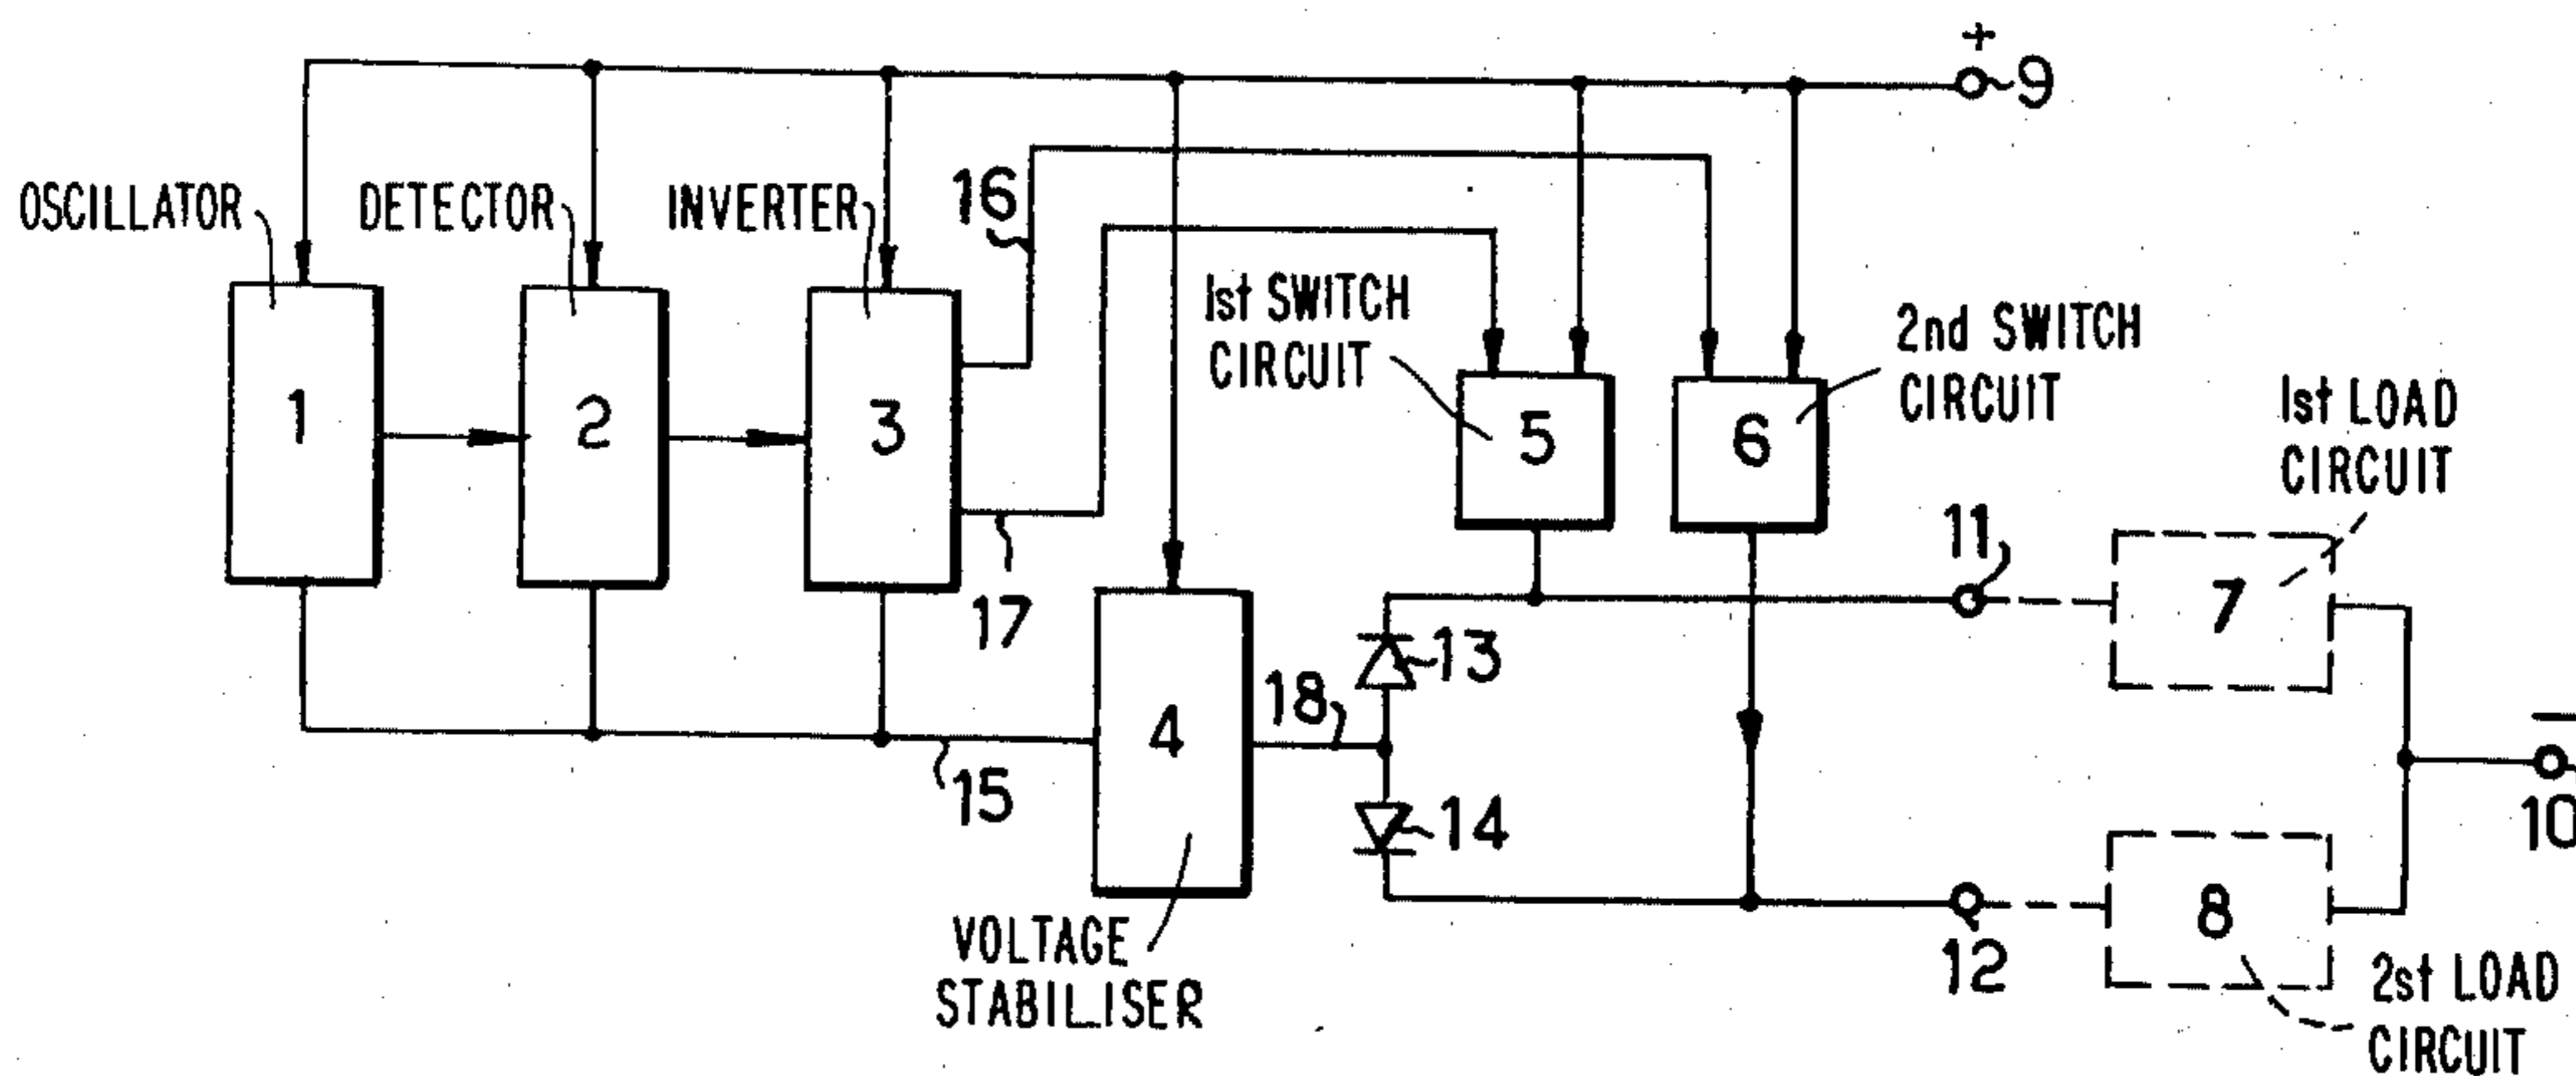 +
9
OSCILLATOR
DETECTOR
INVERTER
16
1st SWITCH
CIRCUIT
2nd SWITCH
CIRCUIT
1st LOAD
CIRCUIT
1
2
3
5
6
11
7
17
13
18
4
15
14
−
10
12
8
VOLTAGE
STABILISER
2st LOAD
CIRCUIT